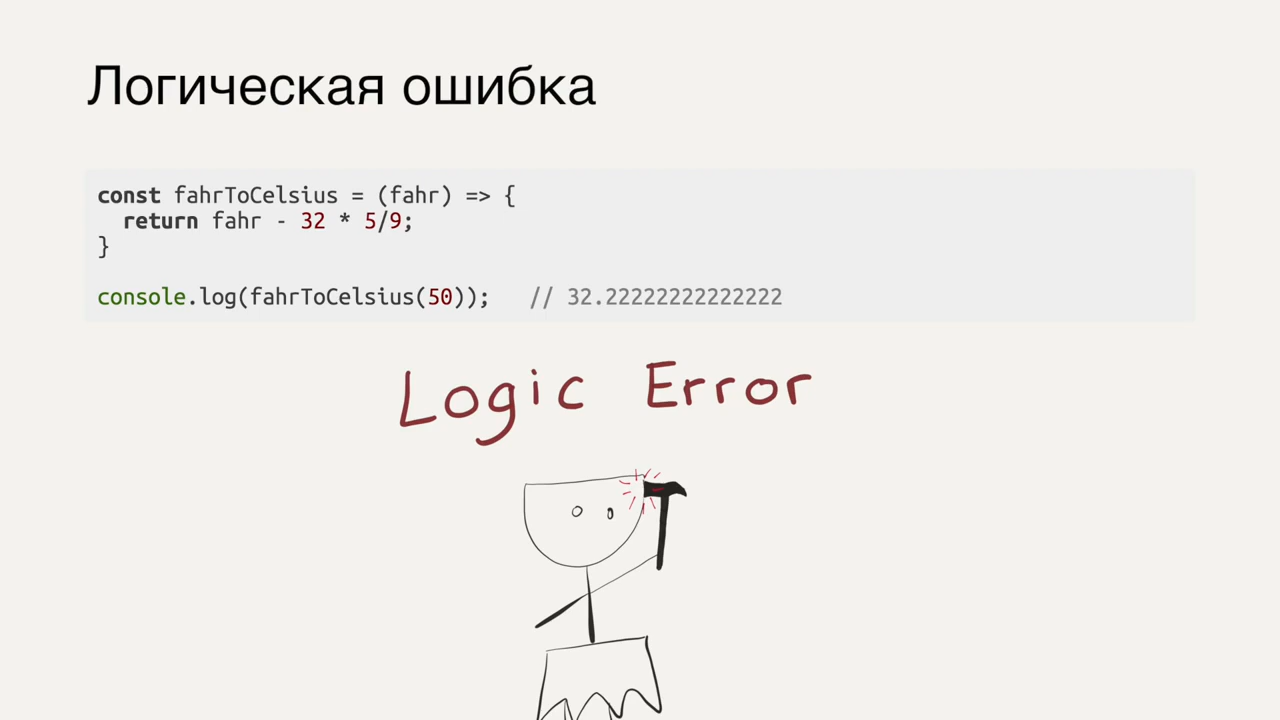 Логическая ошибка
const fahrToCelsius = (fahr) => {
  return fahr - 32 * 5/9;
}
console.log(fahrToCelsius(50));   // 32.22222222222222
Logic Error